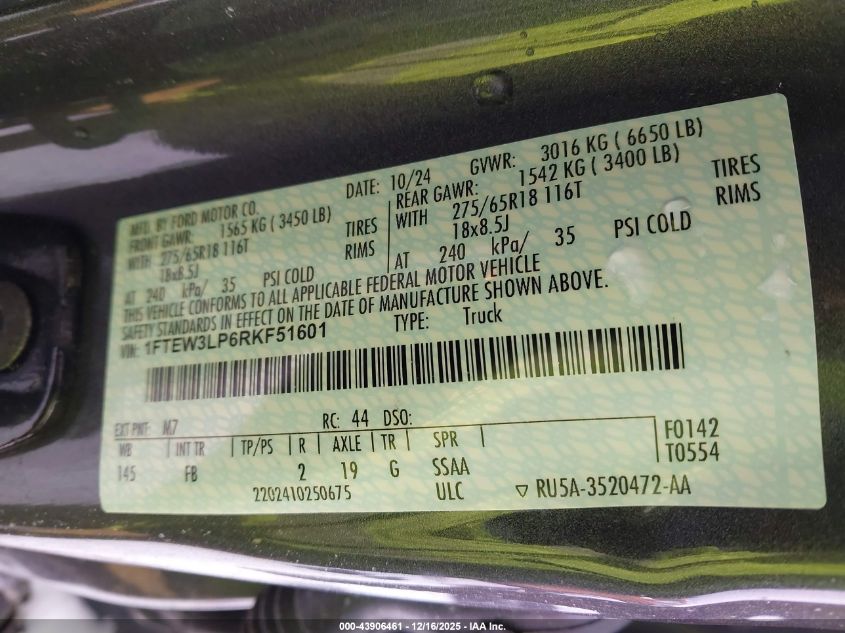 MFD. BY FORD MOTOR CO.
DATE: 10/24 GVWR: 3016 KG ( 6650 LB)
FRONT GAWR: 1565 KG ( 3450 LB)
REAR GAWR: 1542 KG ( 3400 LB)
WITH 275/65R18 116T TIRES
WITH 275/65R18 116T TIRES
18x8.5J RIMS
18x8.5J RIMS
AT 240 kPa/ 35 PSI COLD
AT 240 kPa/ 35 PSI COLD
THIS VEHICLE CONFORMS TO ALL APPLICABLE FEDERAL MOTOR VEHICLE
SAFETY STANDARDS IN EFFECT ON THE DATE OF MANUFACTURE SHOWN ABOVE.
VIN: 1FTEW3LP6RKF51601 TYPE: Truck
EXT PNT: M7 RC: 44 DSO:
WB INT TR TP/PS R AXLE TR SPR
145 FB 2 19 G SSAA
F0142
T0554
2202410250675 ULC ▽ RU5A-3520472-AA
000-43906461 - 12/16/2025 - IAA Inc.